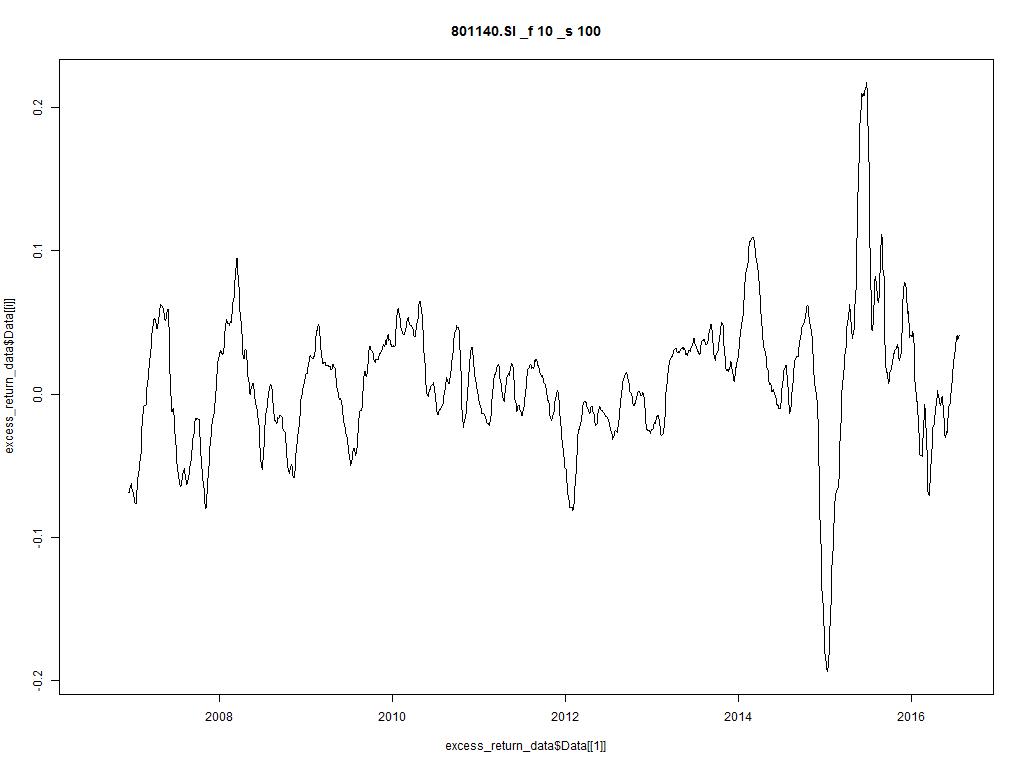 801140.SI _f 10 _s 100
excess_return_data$Data[[i]]
0.2
0.1
0.0
-0.1
-0.2
2008 2010 2012 2014 2016
excess_return_data$Data[[1]]